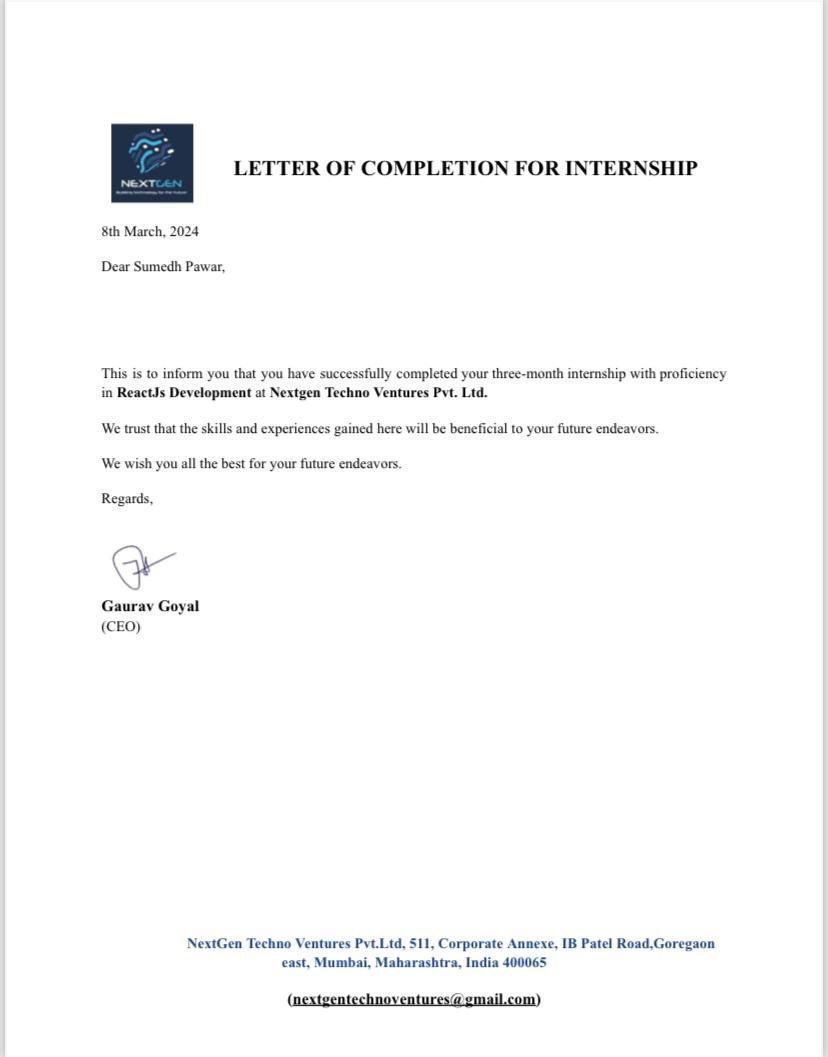 NEXTGEN
Building technology for the Future
LETTER OF COMPLETION FOR INTERNSHIP
8th March, 2024
Dear Sumedh Pawar,
This is to inform you that you have successfully completed your three-month internship with proficiency
in ReactJs Development at Nextgen Techno Ventures Pvt. Ltd.
We trust that the skills and experiences gained here will be beneficial to your future endeavors.
We wish you all the best for your future endeavors.
Regards,
Gaurav Goyal
(CEO)
NextGen Techno Ventures Pvt.Ltd, 511, Corporate Annexe, IB Patel Road,Goregaon
east, Mumbai, Maharashtra, India 400065
(nextgentechnoventures@gmail.com)